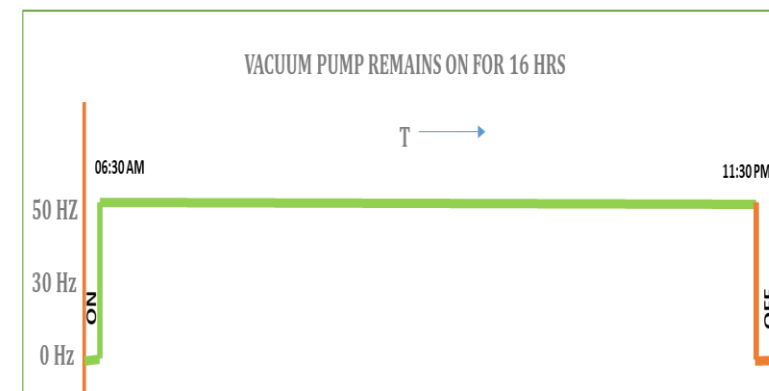 VACUUM PUMP REMAINS ON FOR 16 HRS
T
06:30 AM
11:30 PM
50 HZ
30 Hz
ON
OFF
0 Hz